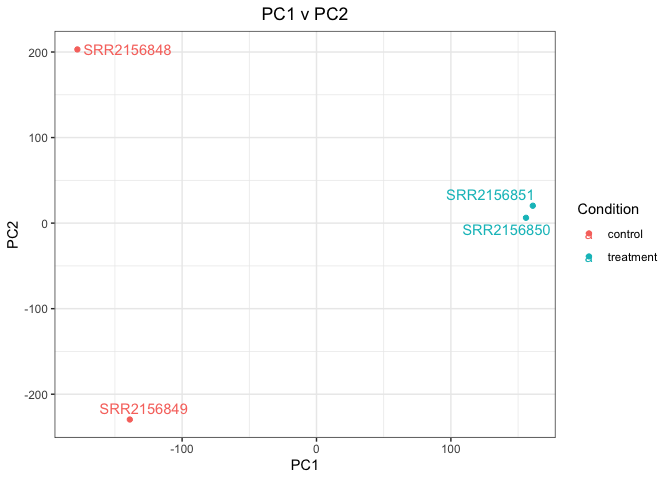 PC1 v PC2
PC2
200
100
0
-100
-200
SRR2156848
SRR2156851
SRR2156850
SRR2156849
-100
0
100
PC1
Condition
a control
a treatment